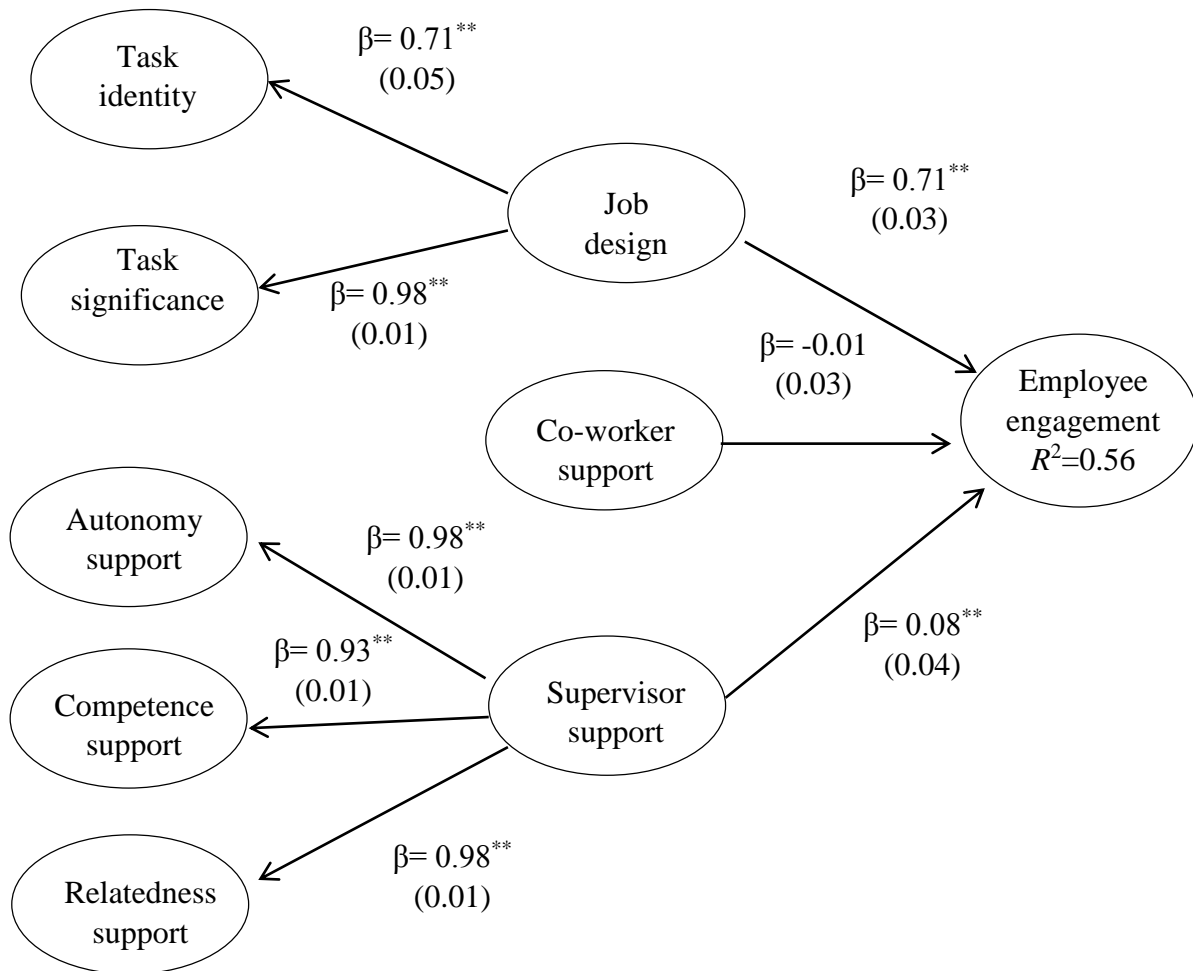 Task
identity
β= 0.71**
(0.05)
Job
design
β= 0.71**
(0.03)
Task
significance
β= 0.98**
(0.01)
β= -0.01
(0.03)
Employee
engagement
R²=0.56
Co-worker
support
Autonomy
support
β= 0.98**
(0.01)
β= 0.93**
(0.01)
β= 0.08**
(0.04)
Competence
support
Supervisor
support
β= 0.98**
(0.01)
Relatedness
support